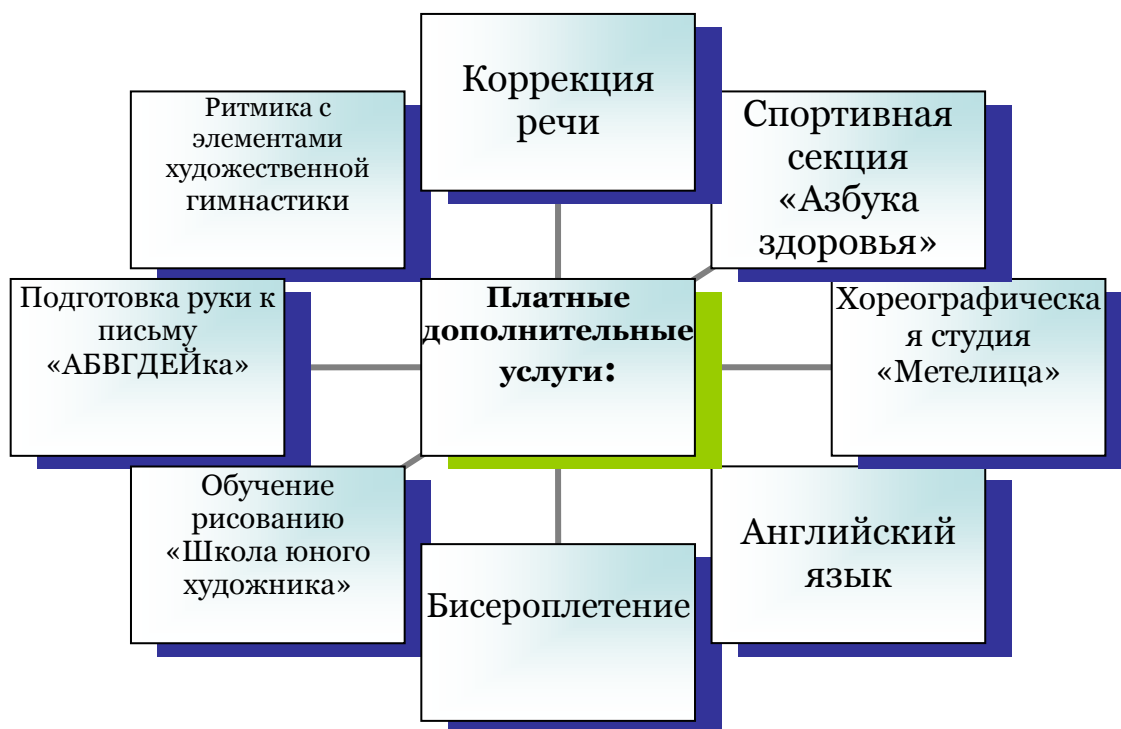 Коррекция
речи
Ритмика с
элементами
художественной
гимнастики
Спортивная
секция
«Азбука
здоровья»
Подготовка руки к
письму
«АБВГДЕЙка»
Платные
дополнительные
услуги:
Хореографическа
я студия
«Метелица»
Обучение
рисованию
«Школа юного
художника»
Бисероплетение
Английский
язык